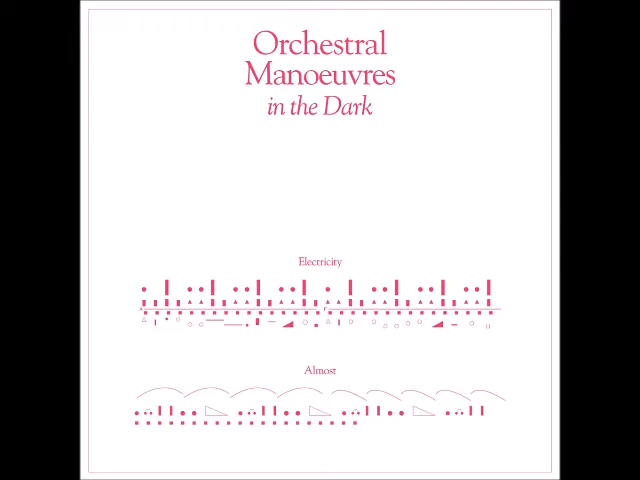 Orchestral
Manoeuvres
in the Dark
Electricity
Almost